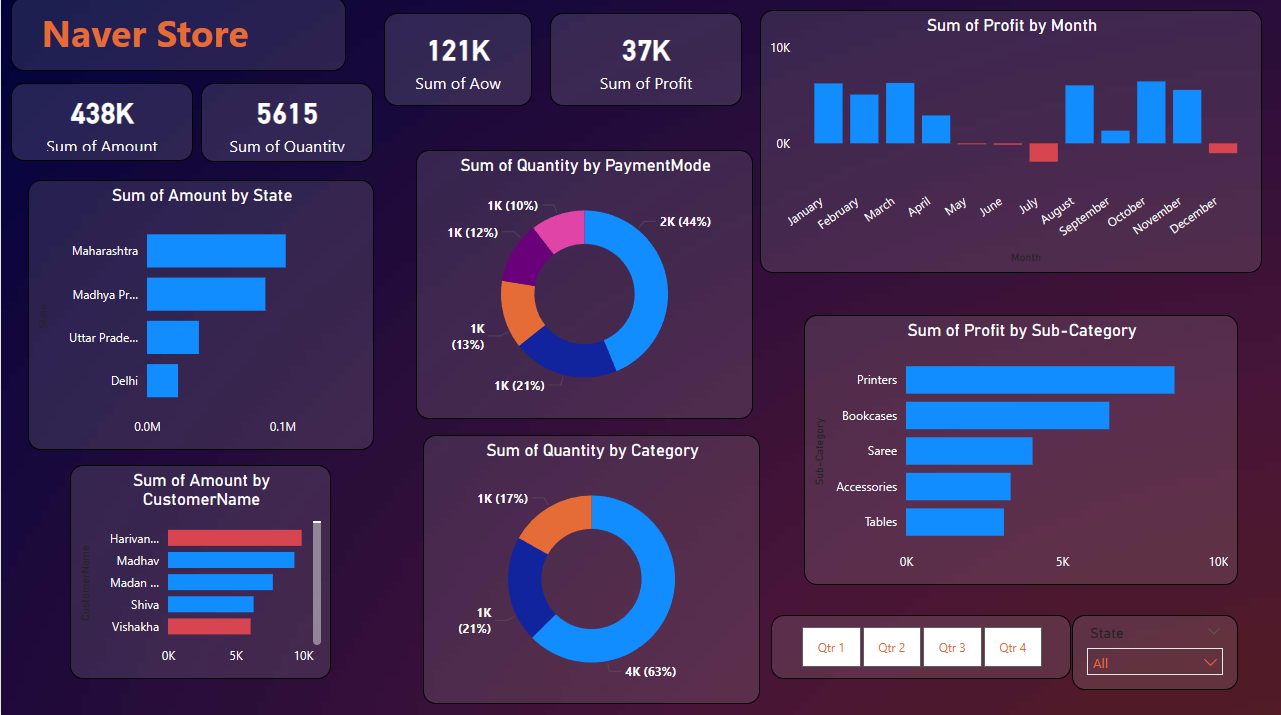 Naver Store
438K
Sum of Amount
5615
Sum of Quantity
121K
Sum of Aow
37K
Sum of Profit
Sum of Amount by State
Maharashtra
Madhya Pr...
Uttar Prade...
Delhi
0.0M 0.1M
State
Sum of Amount by
CustomerName
CustomerName
Harivan...
Madhav
Madan ...
Shiva
Vishakha
0K 5K 10K
Sum of Quantity by PaymentMode
1K (10%)
2K (44%)
1K (12%)
1K
(13%)
1K (21%)
Sum of Quantity by Category
1K (17%)
1K
(21%)
4K (63%)
Sum of Profit by Month
10K
0K
January
February
March
April
May
June
July
August
September
October
November
December
Month
Sum of Profit by Sub-Category
Sub-Category
Printers
Bookcases
Saree
Accessories
Tables
0K 5K 10K
Qtr 1 Qtr 2 Qtr 3 Qtr 4
State
All